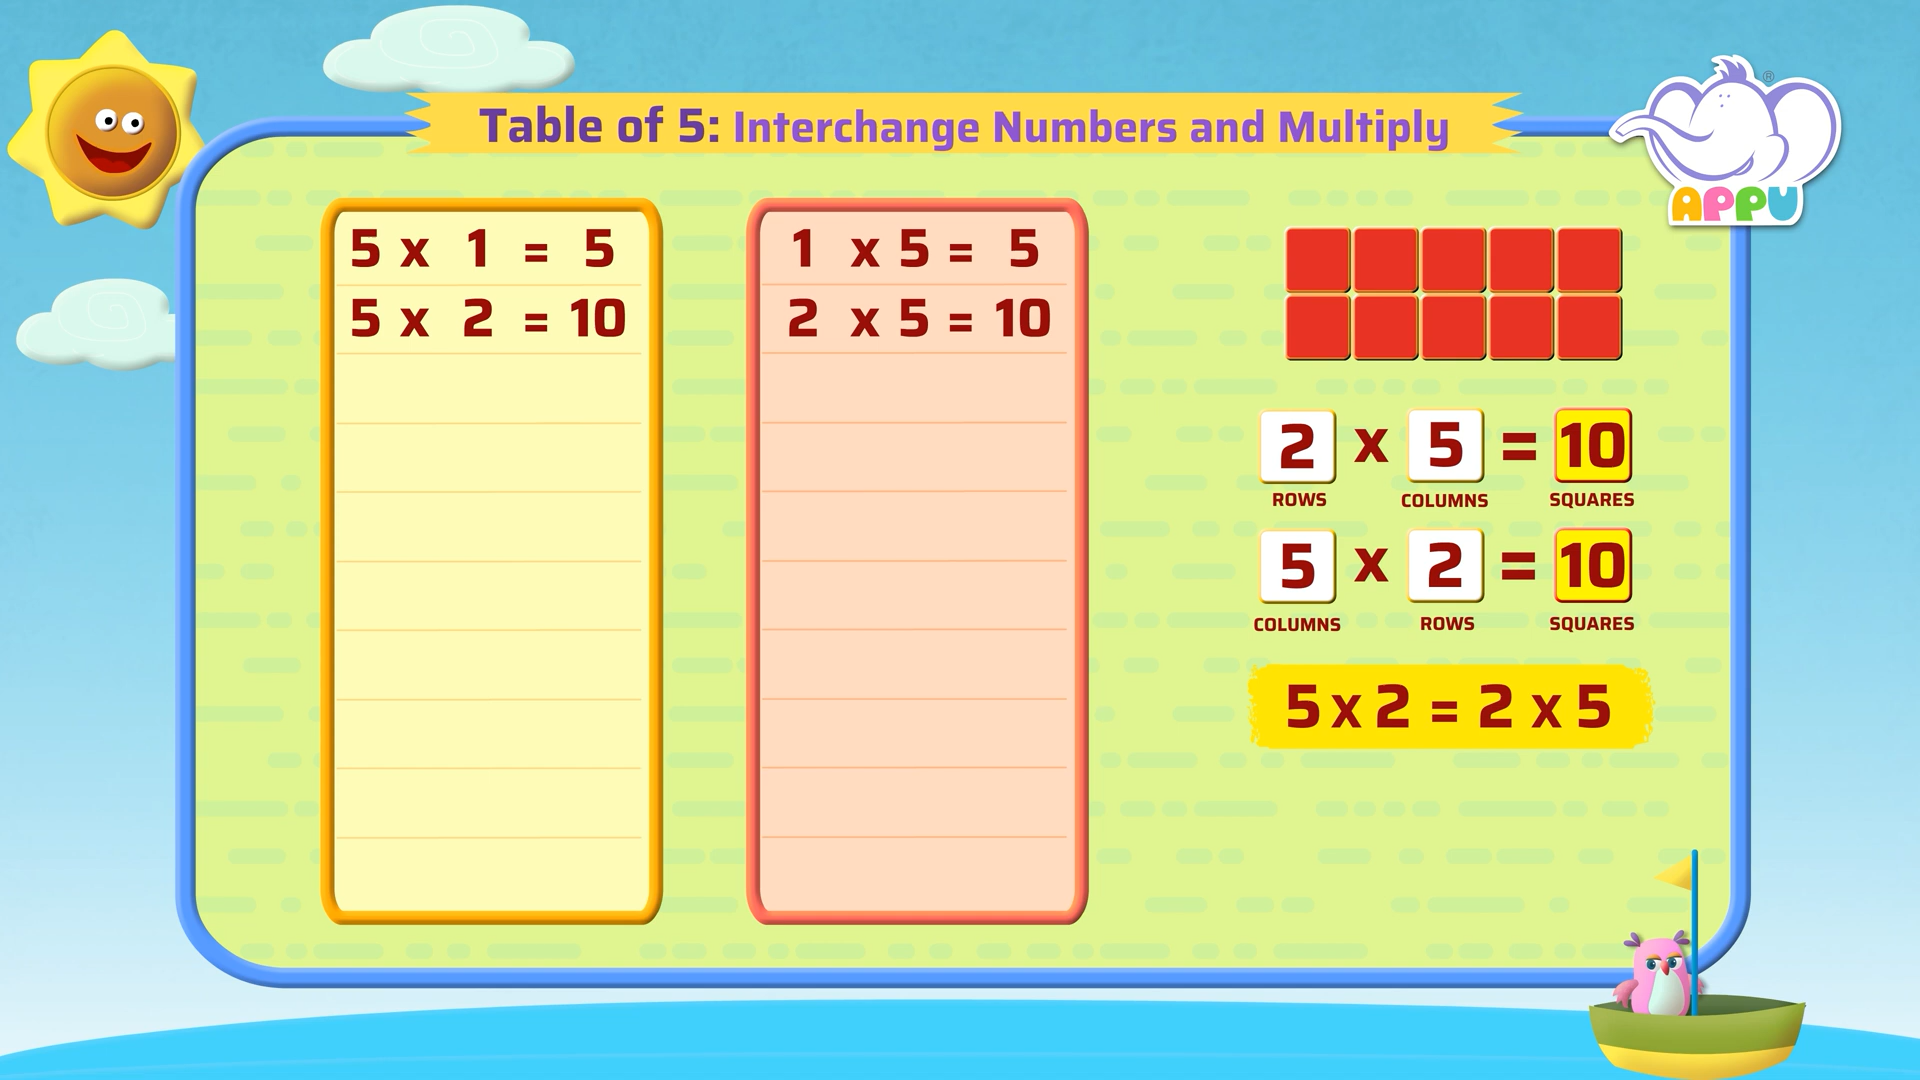 Table of 5: Interchange Numbers and Multiply
®
APPU
5 x 1 = 5
5 x 2 = 10
1 x 5 = 5
2 x 5 = 10
2 x 5 = 10
ROWS COLUMNS SQUARES
5 x 2 = 10
COLUMNS ROWS SQUARES
5 x 2 = 2 x 5